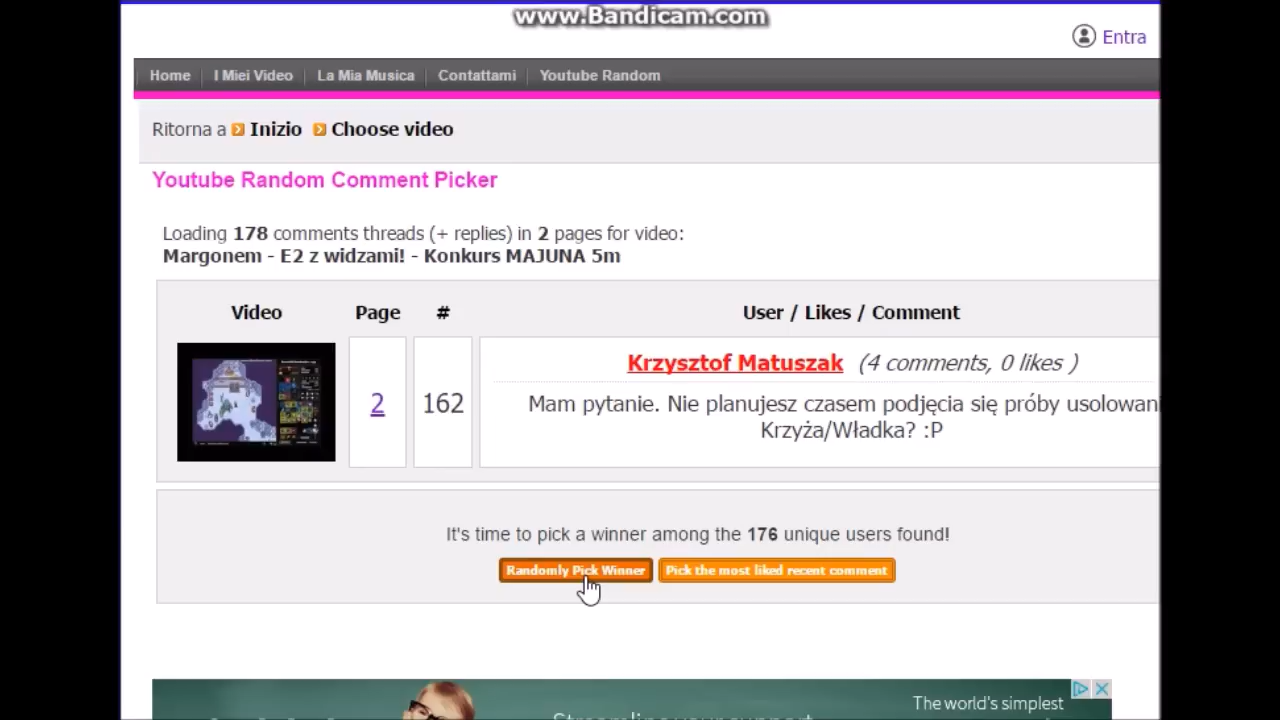 www.Bandicam.com
Entra
Home I Miei Video La Mia Musica Contattami Youtube Random
Ritorna a Inizio Choose video
Youtube Random Comment Picker
Loading 178 comments threads (+ replies) in 2 pages for video:
Margonem - E2 z widzami! - Konkurs MAJUNA 5m
Video Page # User / Likes / Comment
Krzysztof Matuszak (4 comments, 0 likes )
2 162 Mam pytanie. Nie planujesz czasem podjęcia się próby usolowan
Krzyża/Władka? :P
It's time to pick a winner among the 176 unique users found!
Randomly Pick Winner Pick the most liked recent comment
The world's simplest
Streamline your support